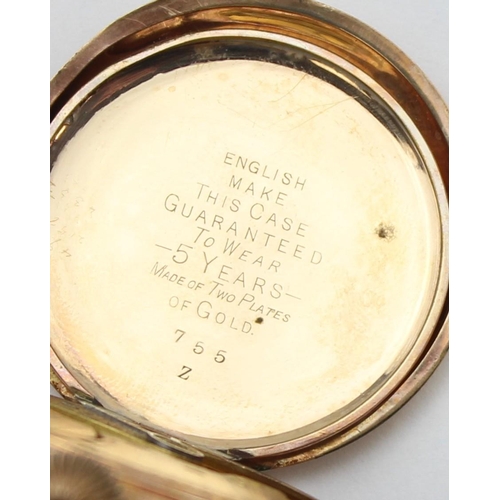 ENGLISH
MAKE
THIS CASE
GUARANTEED
TO WEAR
—5 YEARS—
MADE OF TWO PLATES
OF GOLD.
755
Z